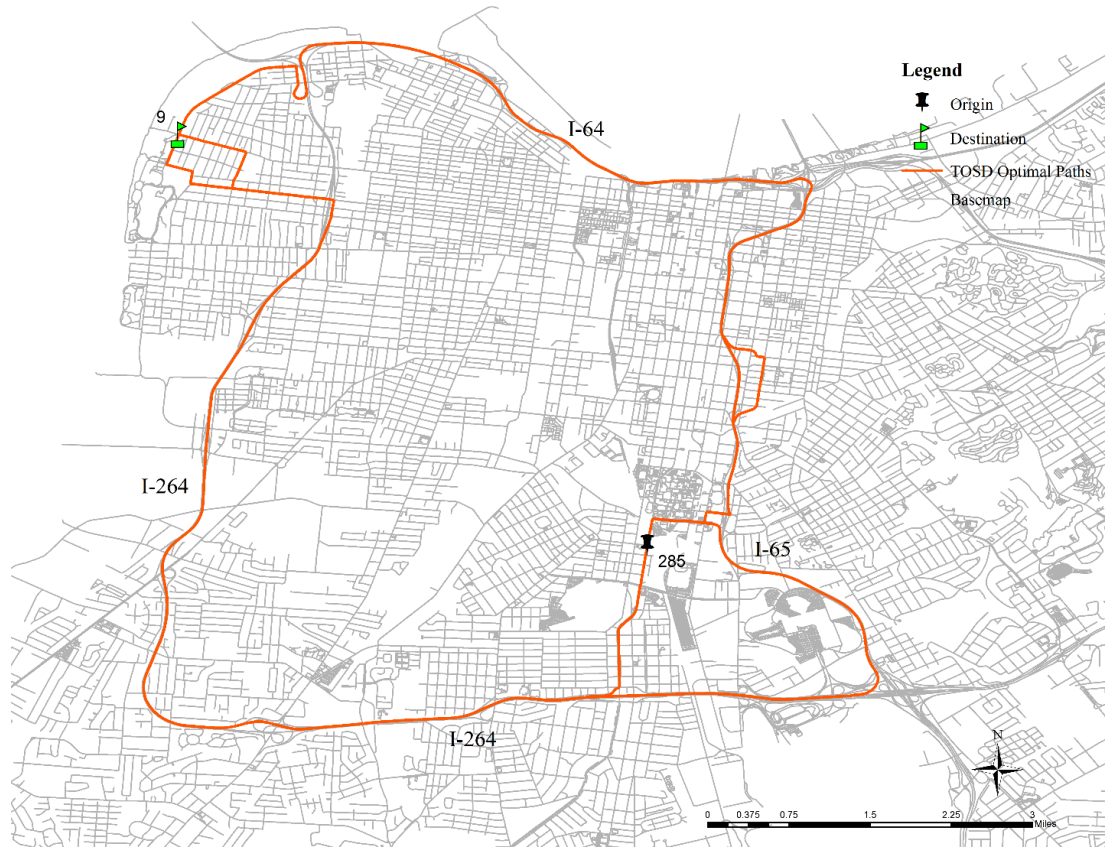 Legend
Origin
Destination
TOSD Optimal Paths
Basemap
9
I-64
I-264
I-65
285
I-264
N
0 0.375 0.75 1.5 2.25 3
Miles